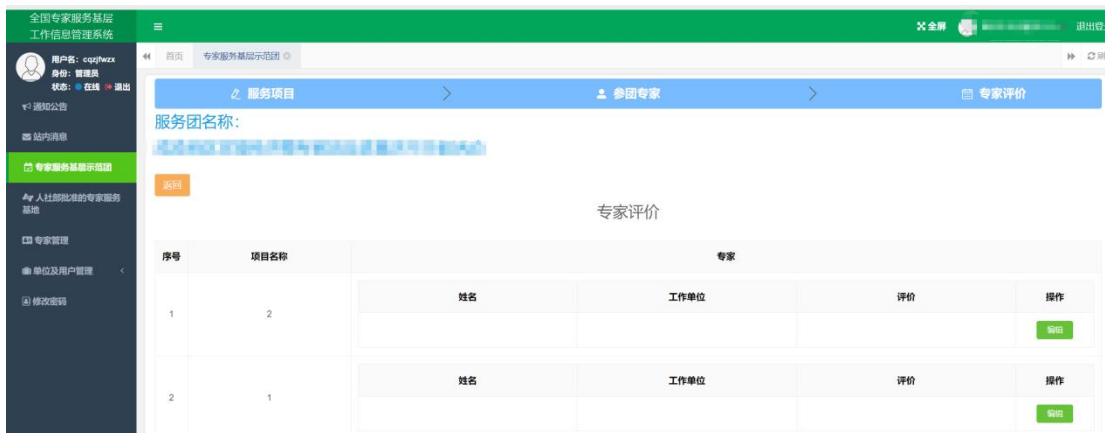 全国专家服务基层
工作信息管理系统
全屏
退出登
用户名：cqzjfwzx
身份：管理员
状态：在线 退出
首页
专家服务基层示范团
通知公告
站内消息
专家服务基层示范团
人社部批准的专家服务
基地
专家管理
单位及用户管理
修改密码
服务项目
参团专家
专家评价
服务团名称：
返回
专家评价
序号 项目名称 专家
姓名 工作单位 评价 操作
1 2 编辑
姓名 工作单位 评价 操作
2 1 编辑